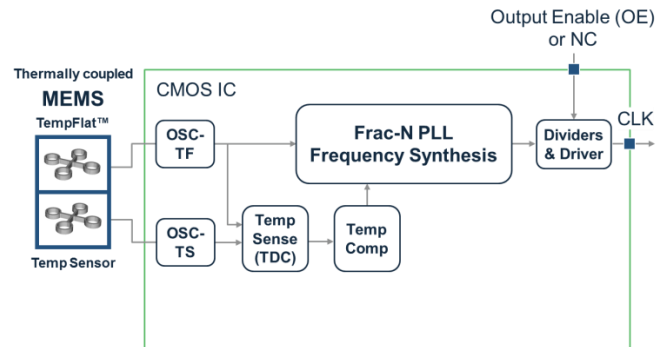 Output Enable (OE)
or NC
Thermally coupled
MEMS
TempFlat™
CMOS IC
CLK
OSC-
TF
Frac-N PLL
Frequency Synthesis
Dividers
& Driver
OSC-
TS
Temp
Sense
(TDC)
Temp
Comp
Temp Sensor